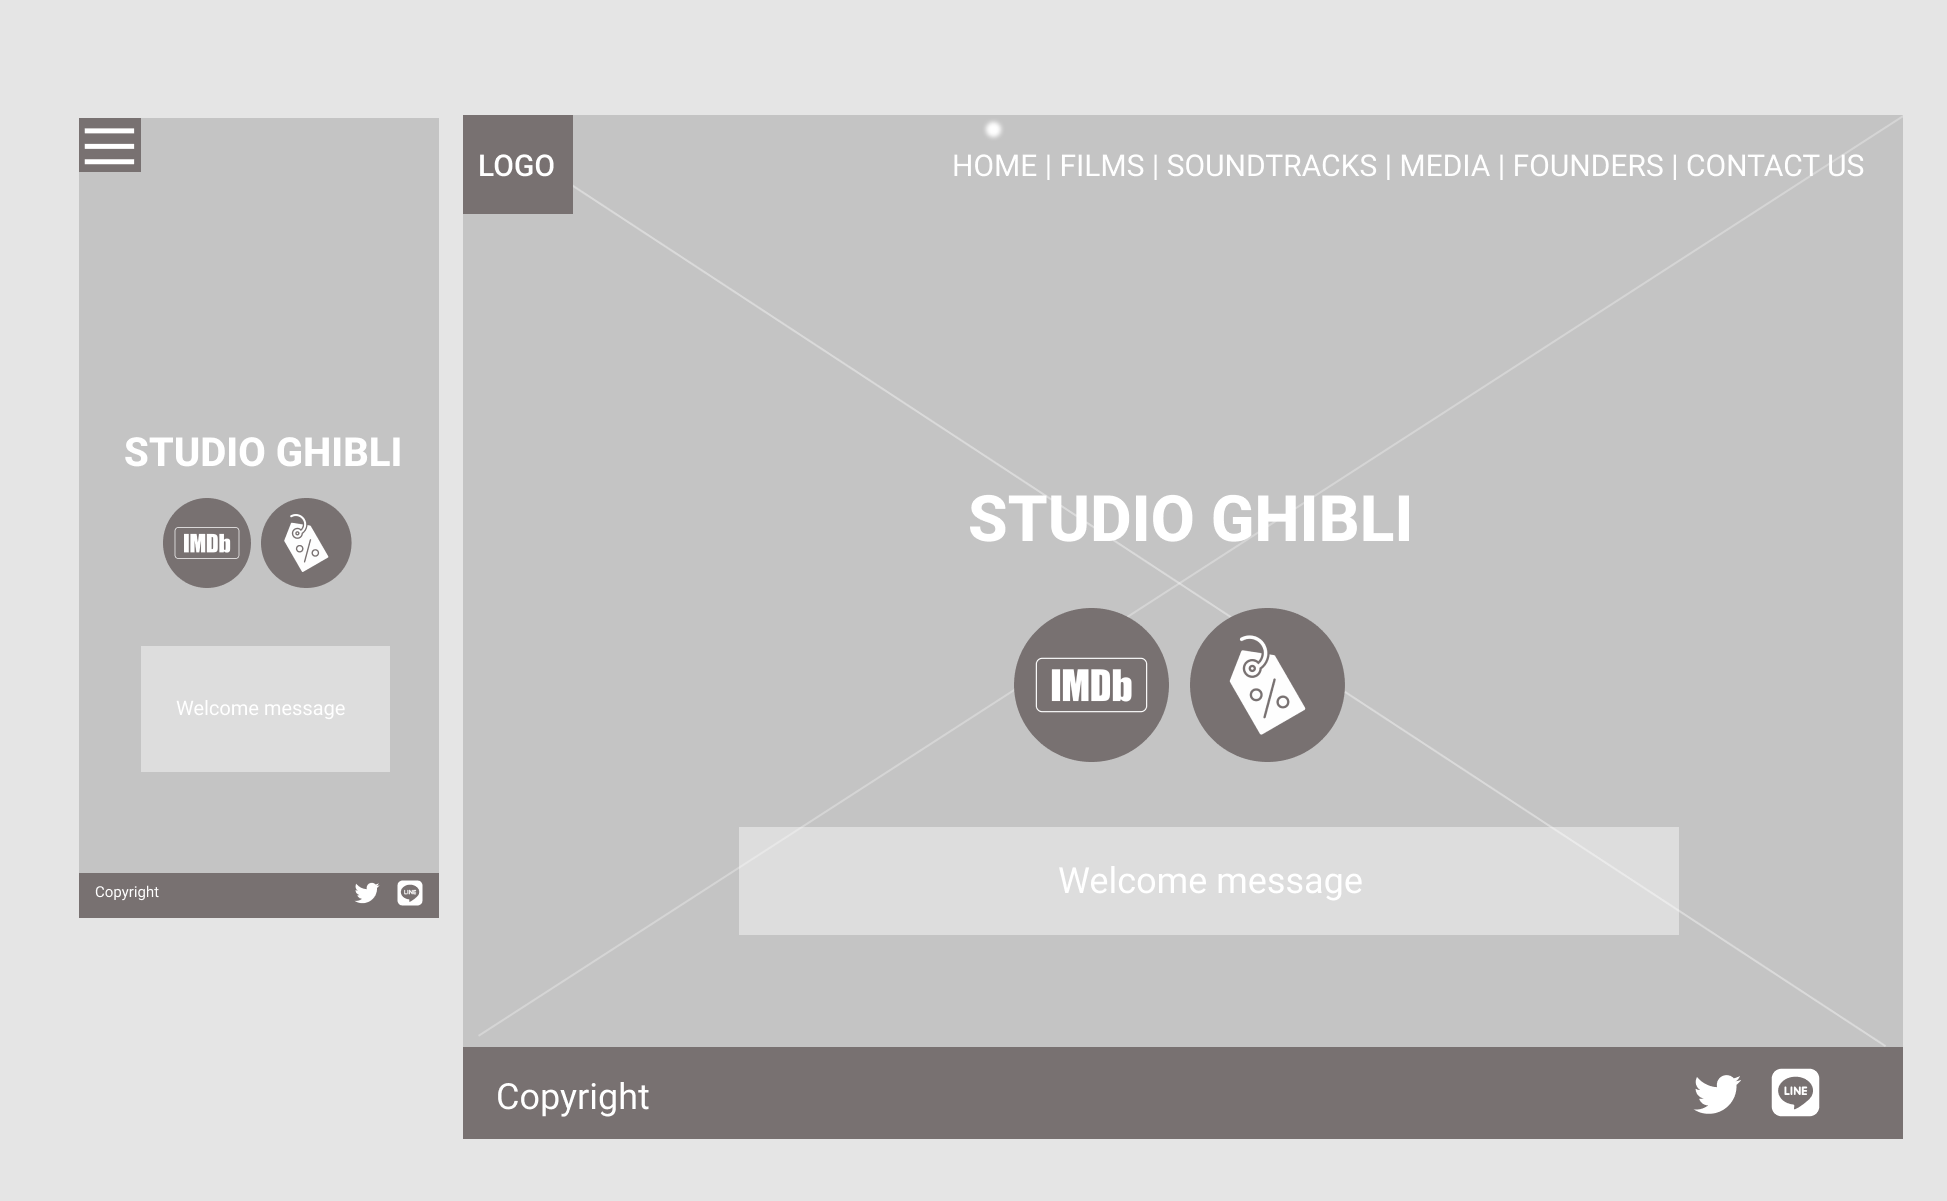 STUDIO GHIBLI
IMDb
Welcome message
Copyright
LINE
LOGO
HOME | FILMS | SOUNDTRACKS | MEDIA | FOUNDERS | CONTACT US
STUDIO GHIBLI
IMDb
%
Welcome message
Copyright
LINE